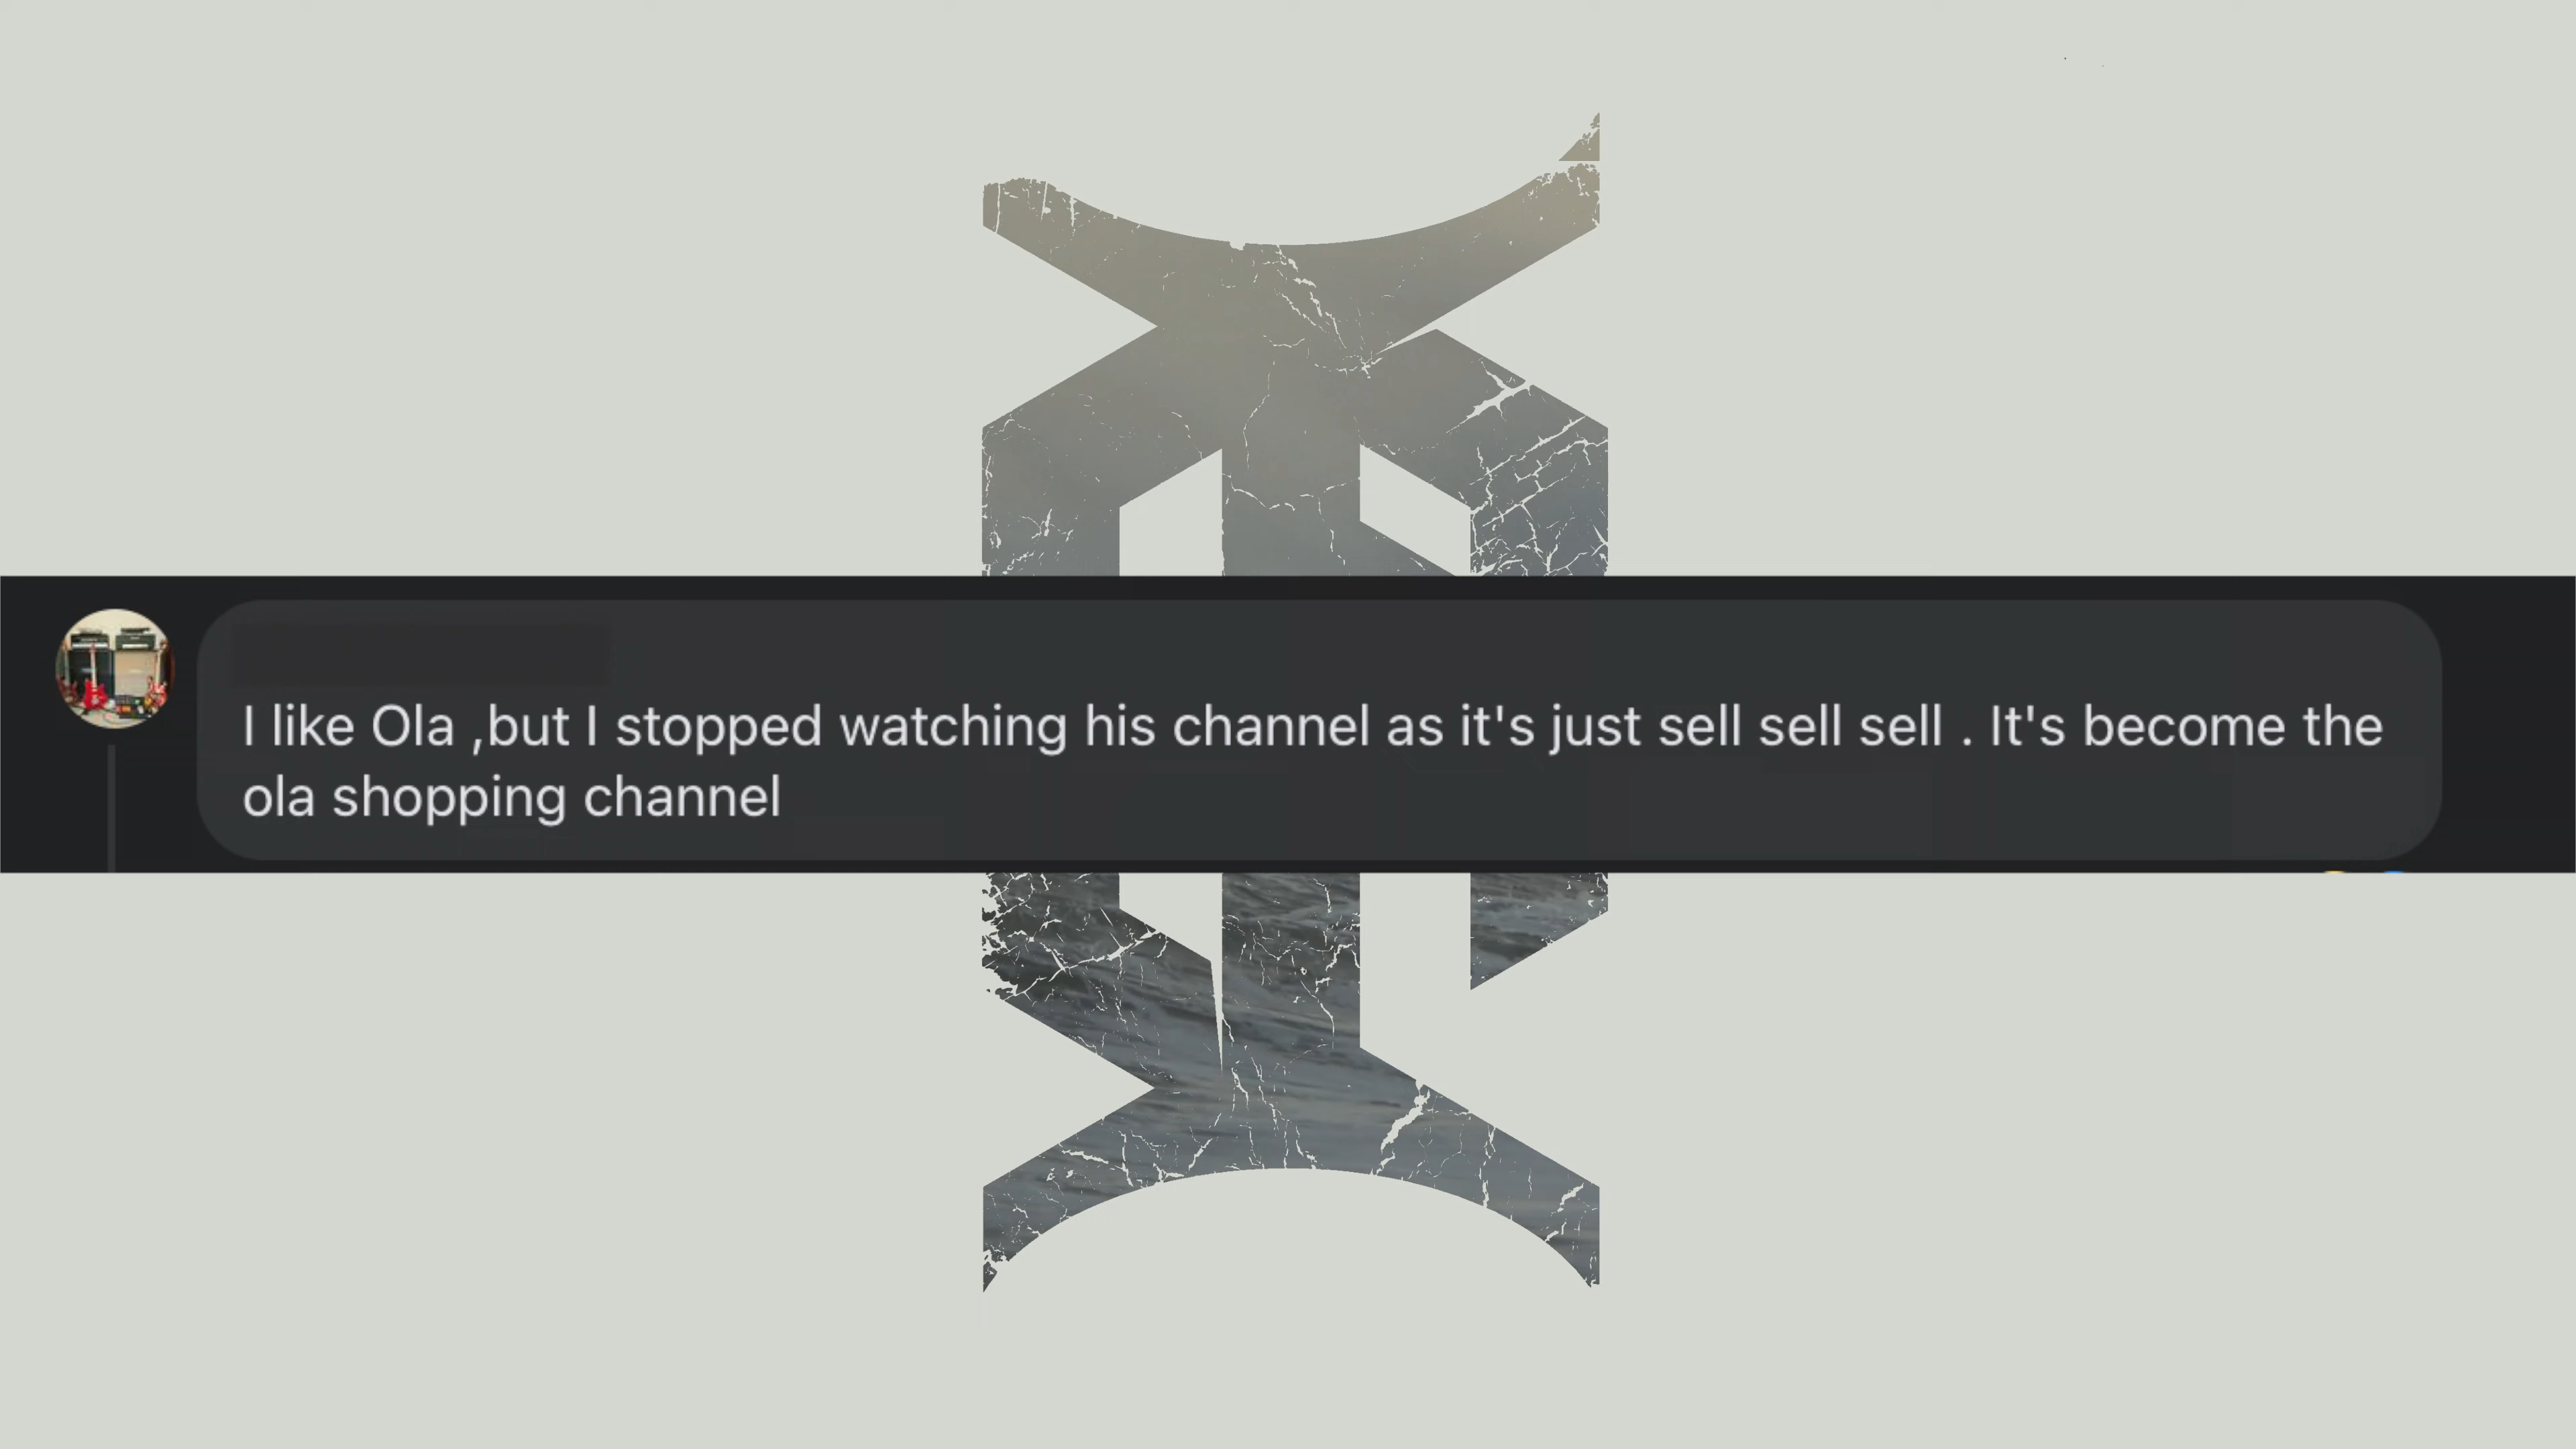 I like Ola ,but I stopped watching his channel as it's just sell sell sell . It's become the
ola shopping channel